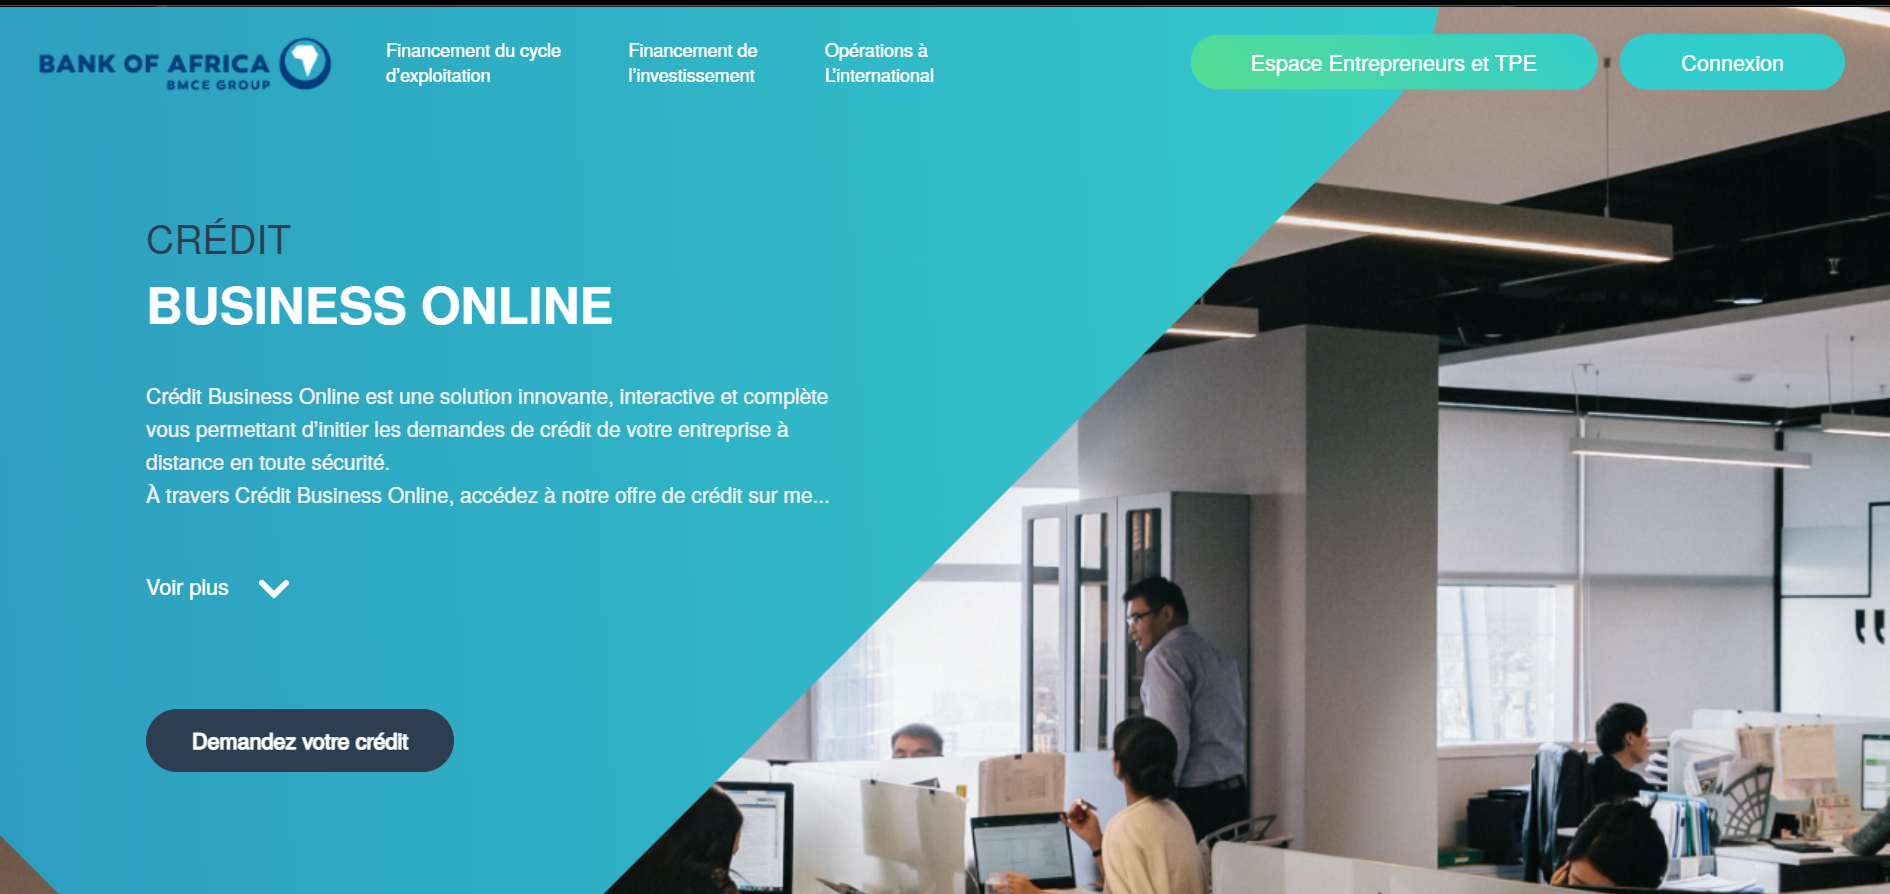 BANK OF AFRICA
BMCE GROUP
Financement du cycle
d’exploitation
Financement de
l’investissement
Opérations à
L’international
Espace Entrepreneurs et TPE
Connexion
CRÉDIT
BUSINESS ONLINE
Crédit Business Online est une solution innovante, interactive et complète
vous permettant d’initier les demandes de crédit de votre entreprise à
distance en toute sécurité.
À travers Crédit Business Online, accédez à notre offre de crédit sur me...
Voir plus
Demandez votre crédit